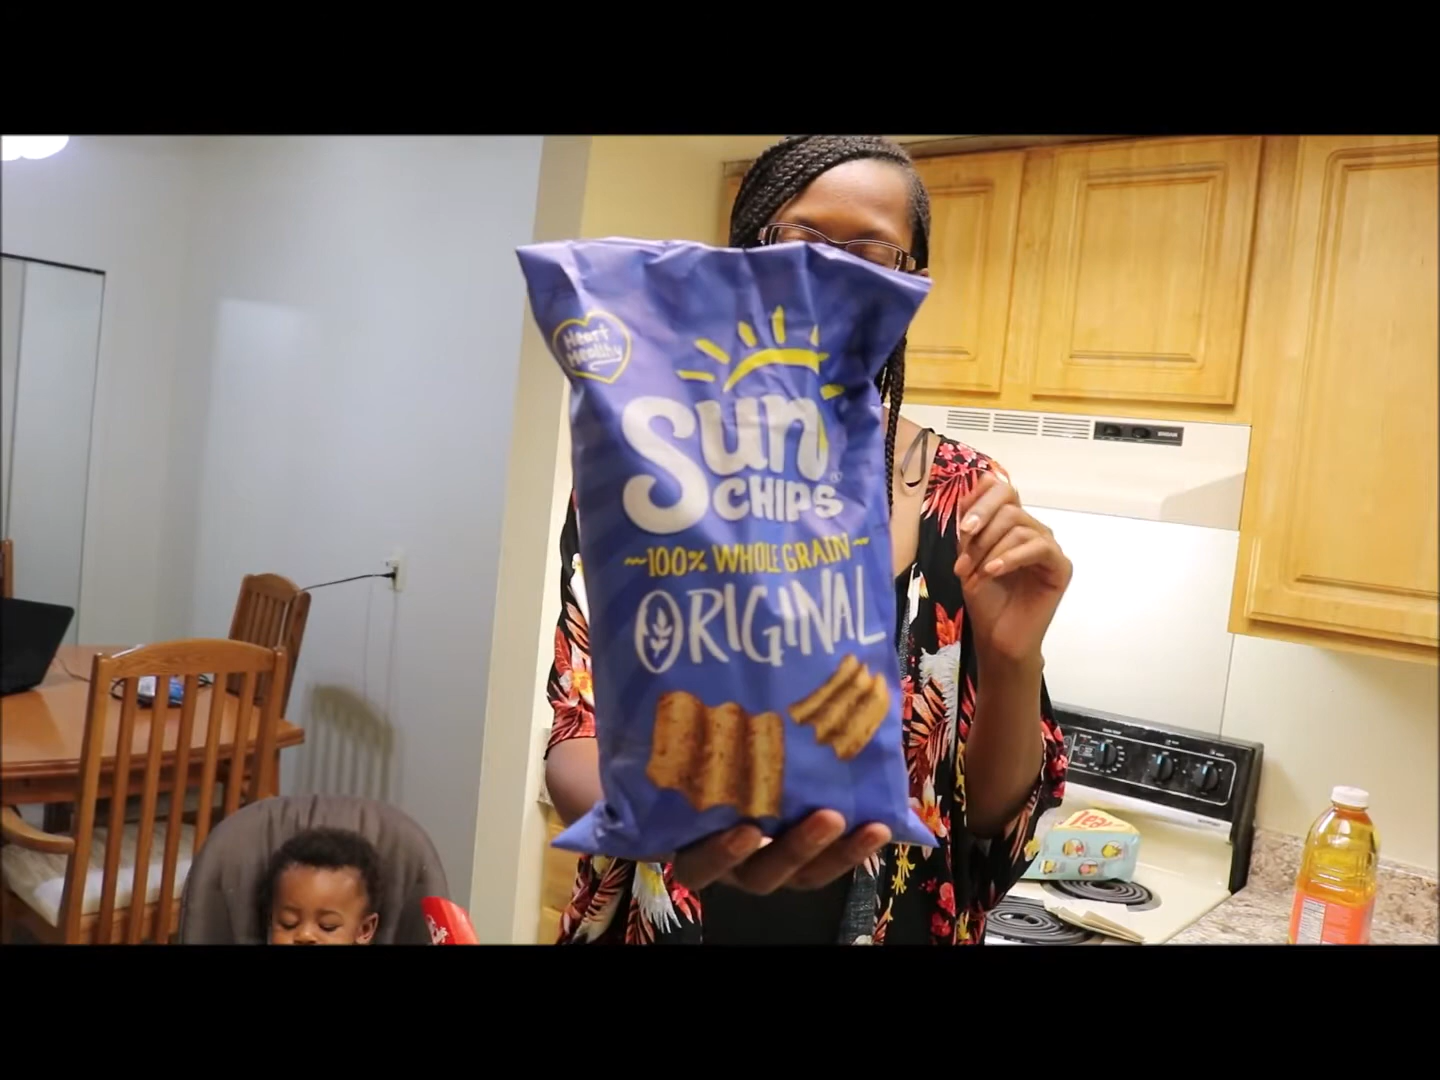 Heart
Healthy
Sun
CHIPS
~100% WHOLE GRAIN~
ORIGINAL